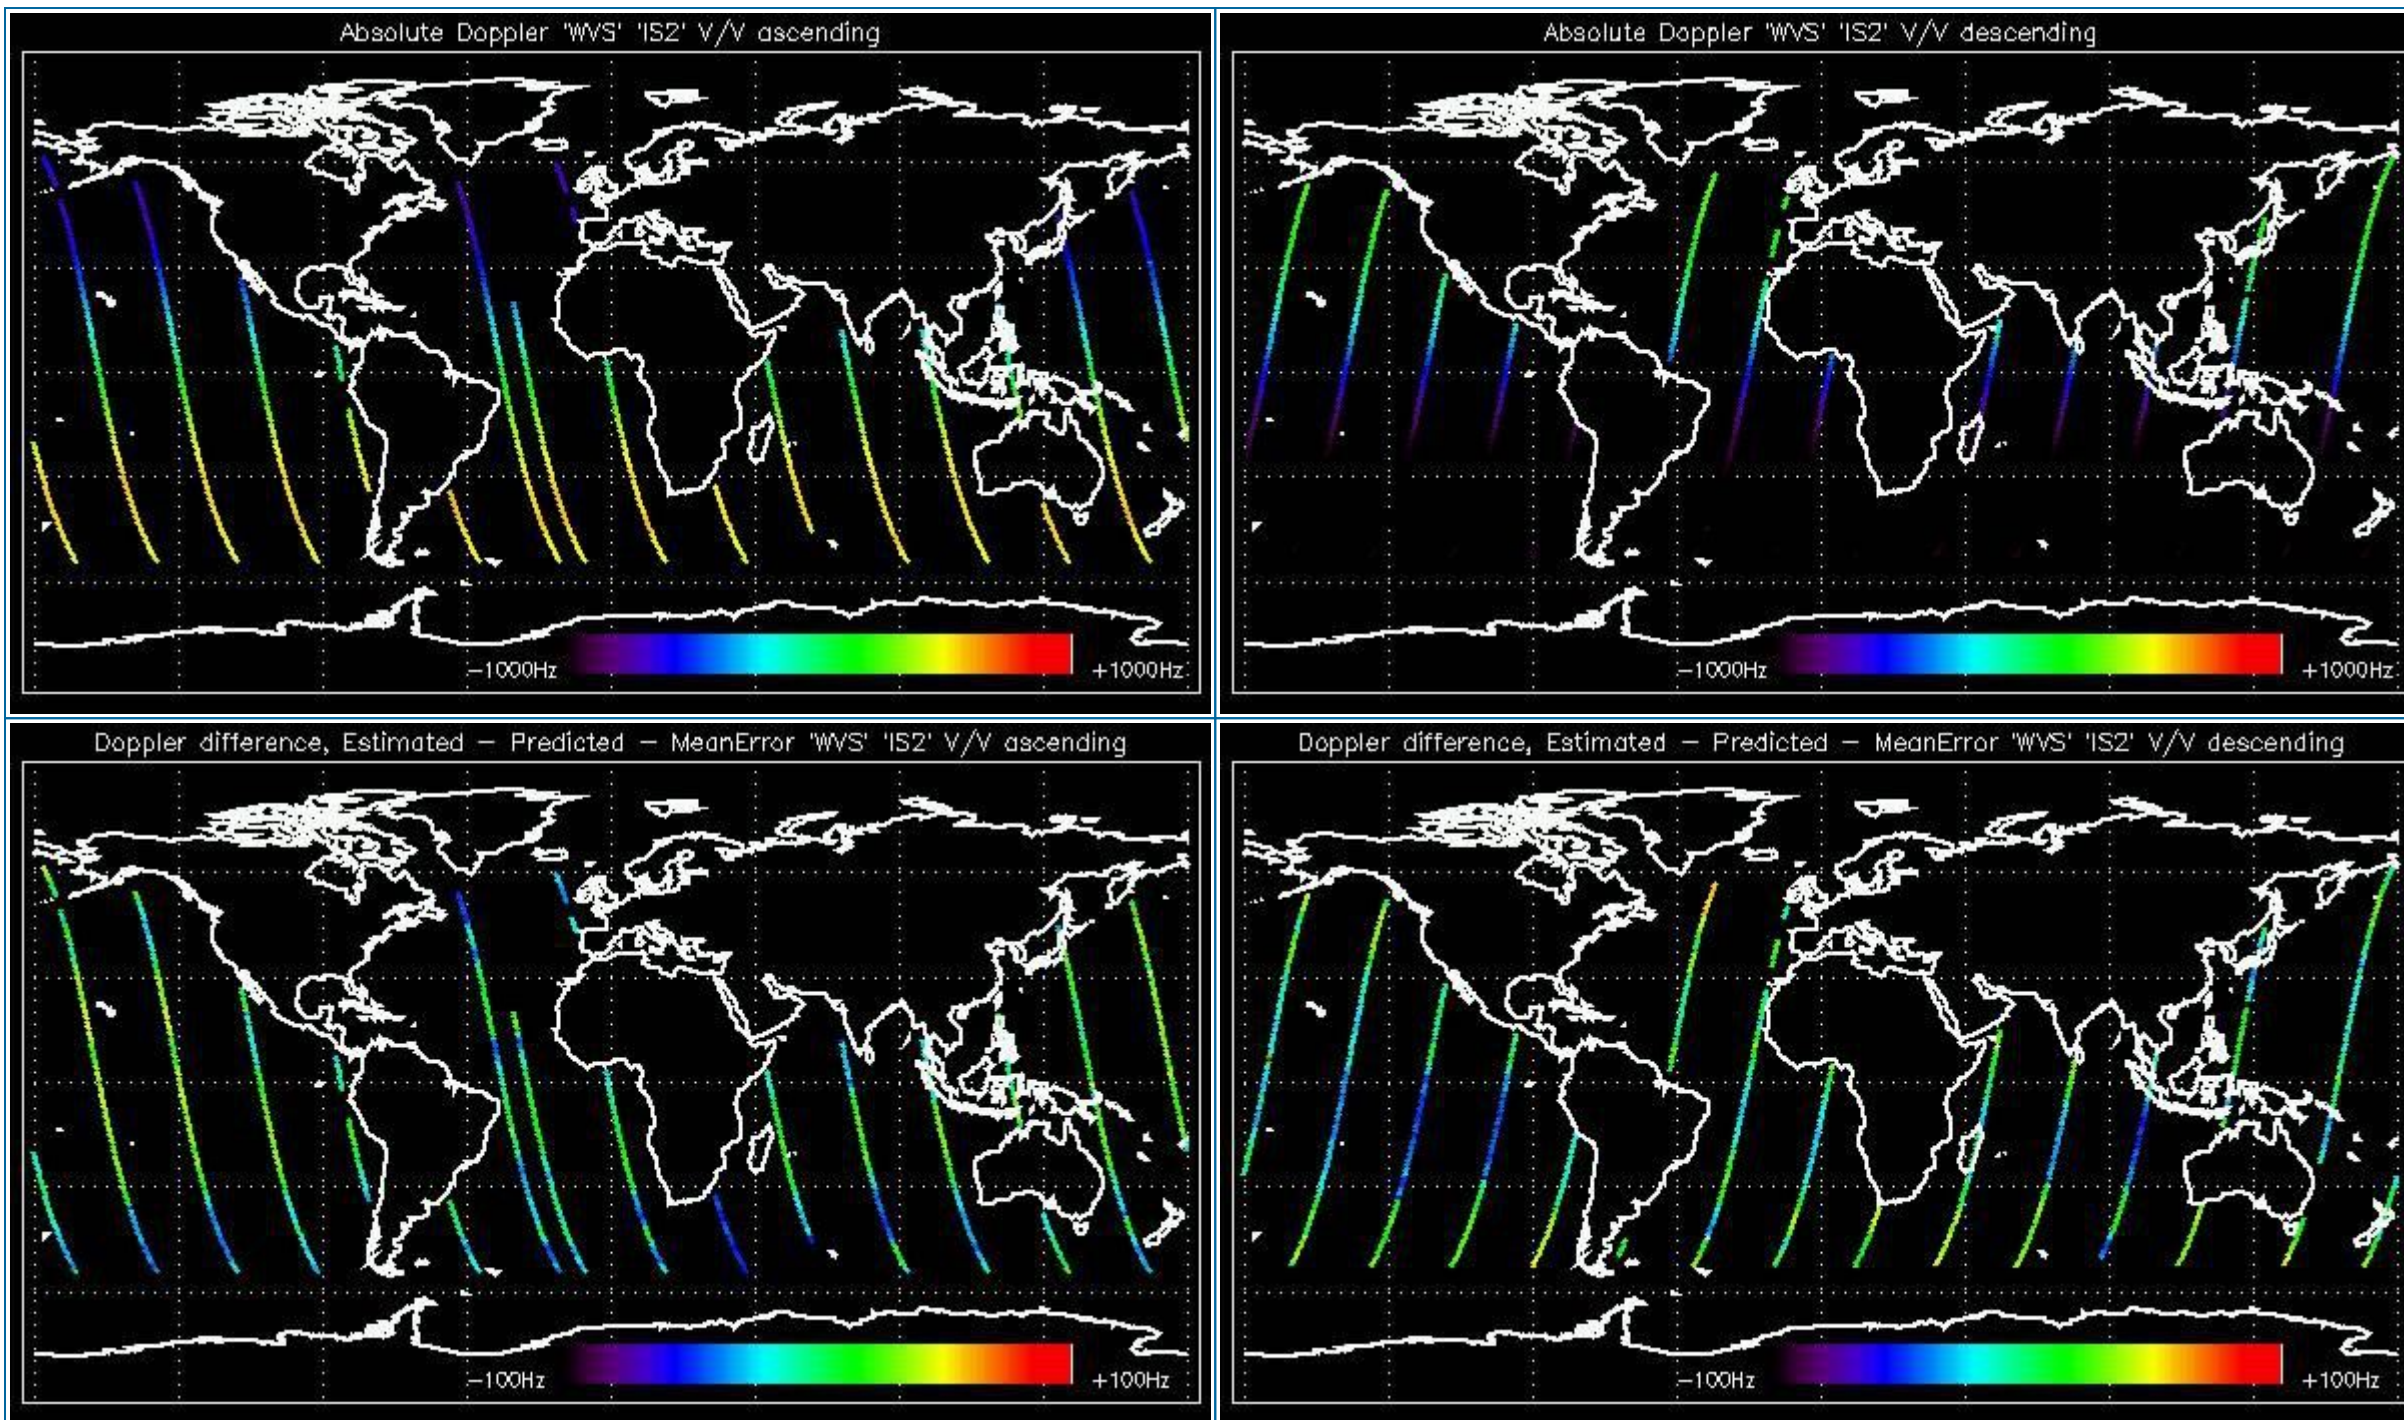 Absolute Doppler 'WVS' 'IS2' V/V ascending
-1000Hz
+1000Hz
Absolute Doppler 'WVS' 'IS2' V/V descending
-1000Hz
+1000Hz
Doppler difference, Estimated - Predicted - MeanError 'WVS' 'IS2' V/V ascending
-100Hz
+100Hz
Doppler difference, Estimated - Predicted - MeanError 'WVS' 'IS2' V/V descending
-100Hz
+100Hz